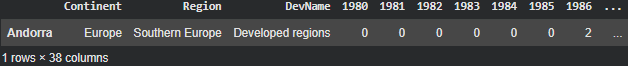 Continent Region DevName 1980 1981 1982 1983 1984 1985 1986 ...
Andorra Europe Southern Europe Developed regions 0 0 0 0 0 0 2 ...
1 rows × 38 columns